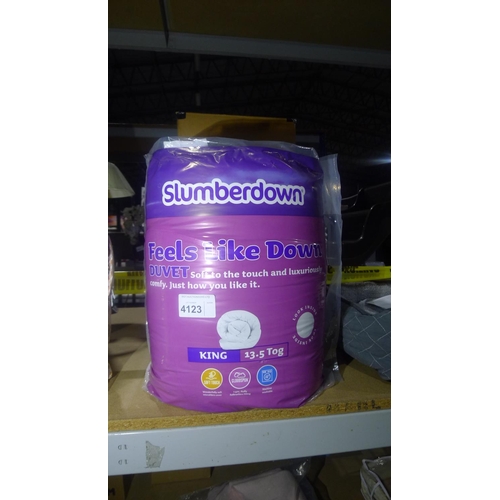 Slumberdown
Feels Like Down
DUVET Soft to the touch and luxuriously
comfy. Just how you like it.
4123
KING 13.5 Tog